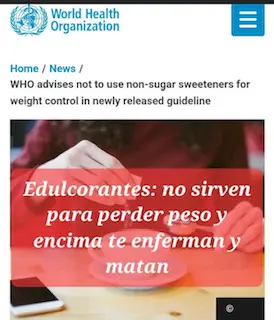 World Health
Organization
Home / News /
WHO advises not to use non-sugar sweeteners for
weight control in newly released guideline
Edulcorantes: no sirven
para perder peso y
encima te enferman y
matan
©